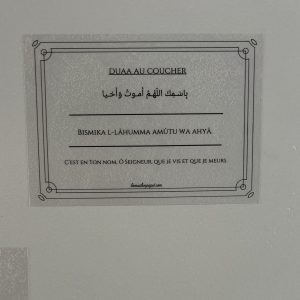 DUAA AU COUCHER
بِاسْمِكَ اللَّهُمَّ أَمُوتُ وَأَحْيَا
BISMIKA L-LÂHUMMA AMÛTU WA AHYÂ
C'EST EN TON NOM, Ô SEIGNEUR, QUE JE VIS ET QUE JE MEURS